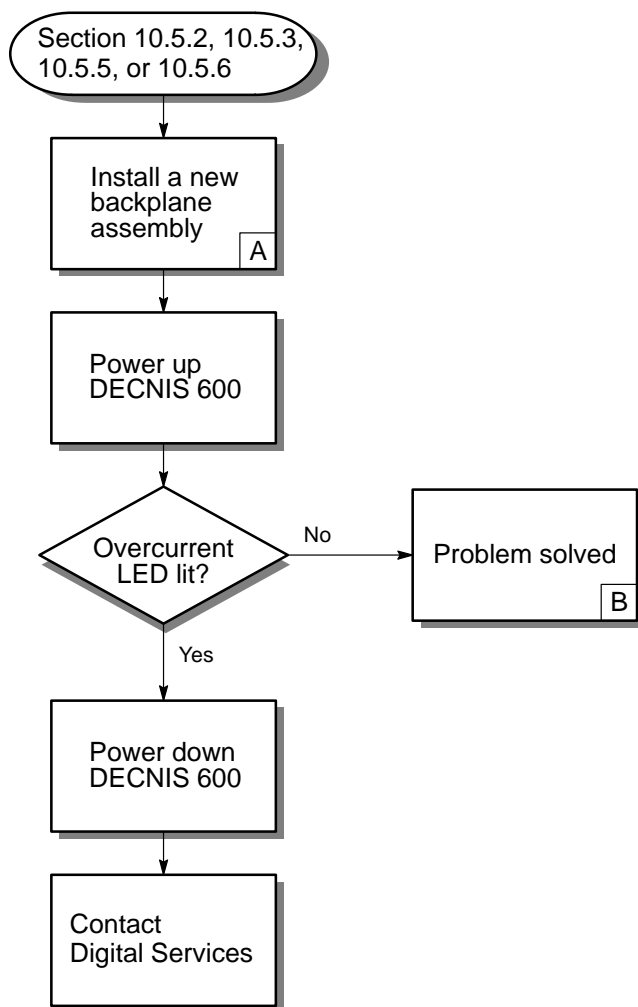 Section 10.5.2, 10.5.3,
10.5.5, or 10.5.6
Install a new
backplane
assembly
A
Power up
DECNIS 600
Overcurrent
LED lit?
No
Problem solved
B
Yes
Power down
DECNIS 600
Contact
Digital Services